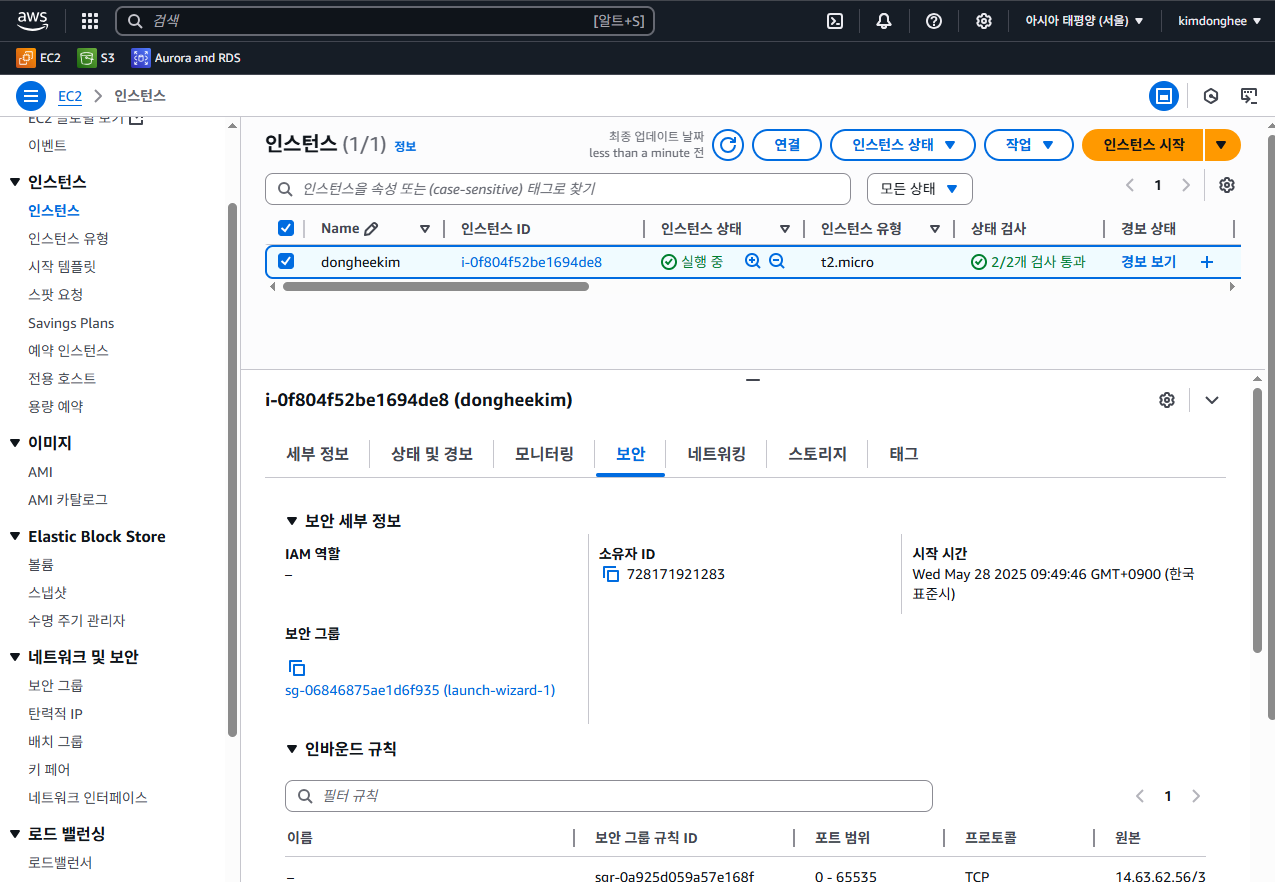 aws
검색 [알트+S]
아시아 태평양 (서울) ▼
kimdonghee ▼
EC2 S3 Aurora and RDS
EC2 > 인스턴스
EC2 글로벌 보기
이벤트
▼ 인스턴스
인스턴스
인스턴스 유형
시작 템플릿
스팟 요청
Savings Plans
예약 인스턴스
전용 호스트
용량 예약
▼ 이미지
AMI
AMI 카탈로그
▼ Elastic Block Store
볼륨
스냅샷
수명 주기 관리자
▼ 네트워크 및 보안
보안 그룹
탄력적 IP
배치 그룹
키 페어
네트워크 인터페이스
▼ 로드 밸런싱
로드밸런서
인스턴스 (1/1) 정보
최종 업데이트 날짜
less than a minute 전
연결
인스턴스 상태 ▼
작업 ▼
인스턴스 시작 ▼
인스턴스을 속성 또는 (case-sensitive) 태그로 찾기
모든 상태 ▼
< 1 >
Name 인스턴스 ID 인스턴스 상태 인스턴스 유형 상태 검사 경보 상태
dongheekim i-0f804f52be1694de8 실행 중 t2.micro 2/2개 검사 통과 경보 보기 +
i-0f804f52be1694de8 (dongheekim)
세부 정보 상태 및 경보 모니터링 보안 네트워킹 스토리지 태그
▼ 보안 세부 정보
IAM 역할
–
소유자 ID
728171921283
시작 시간
Wed May 28 2025 09:49:46 GMT+0900 (한국
표준시)
보안 그룹
sg-06846875ae1d6f935 (launch-wizard-1)
▼ 인바운드 규칙
필터 규칙
< 1 >
이름 보안 그룹 규칙 ID 포트 범위 프로토콜 원본
– sgr-0a925d059a57e168f 0 - 65535 TCP 14.63.62.56/3